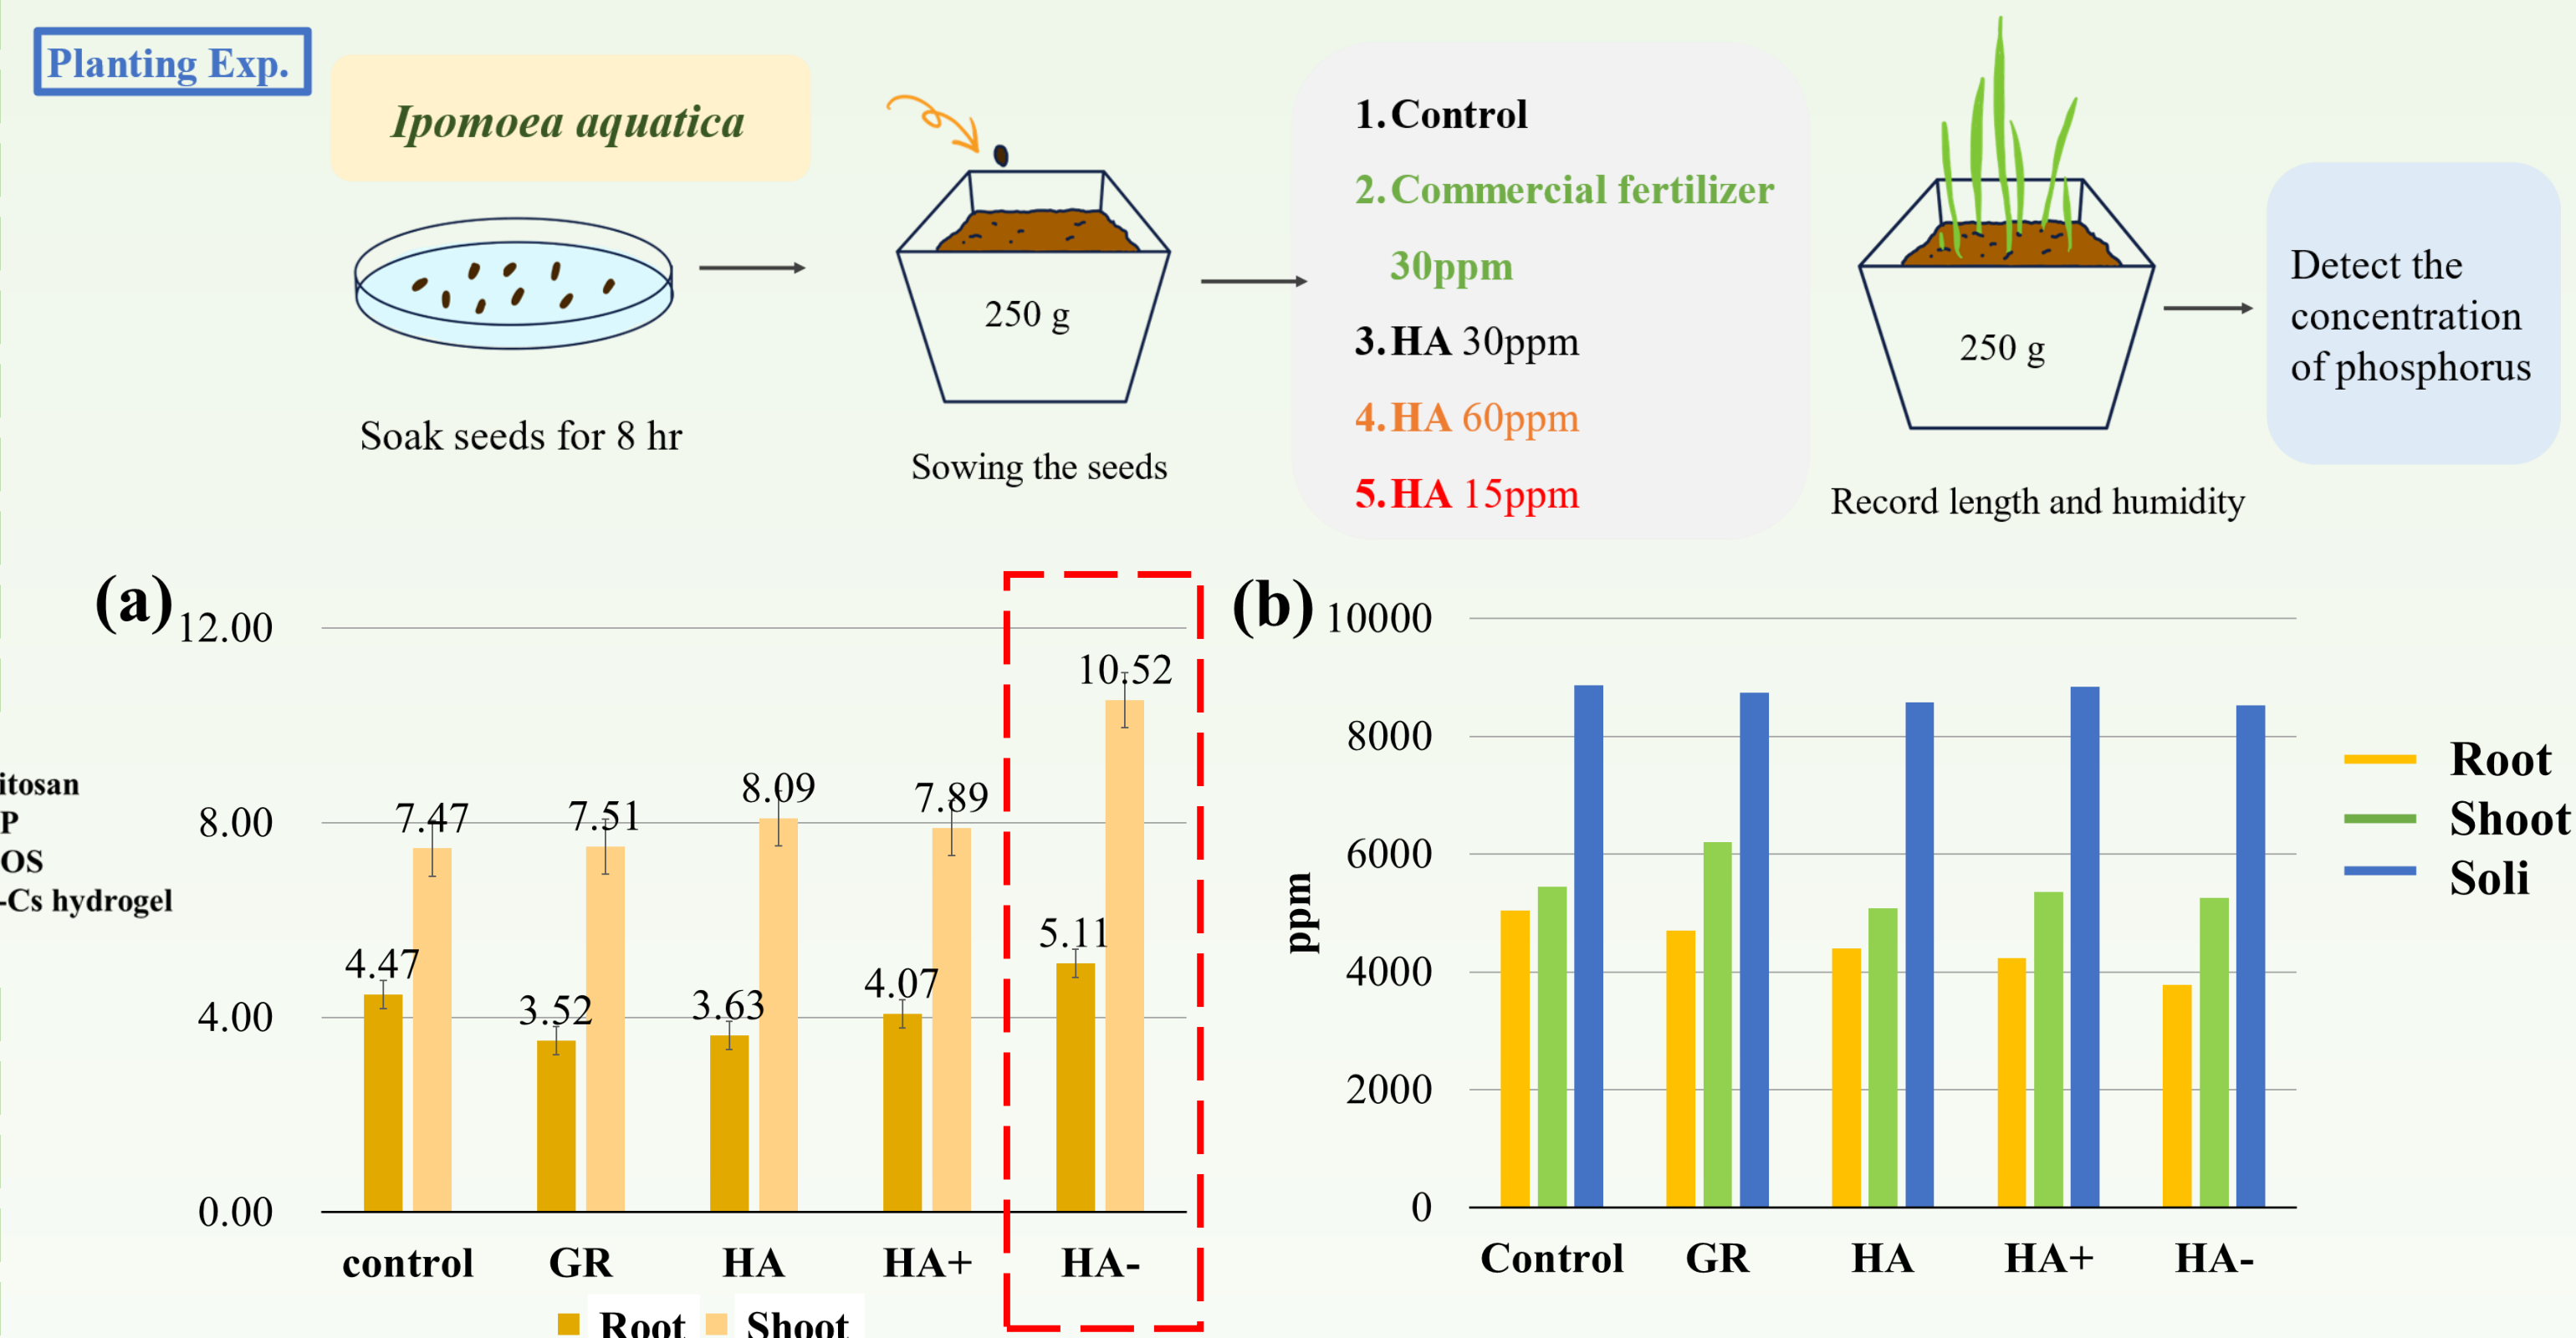 Planting Exp.
Ipomoea aquatica
Soak seeds for 8 hr
250 g
Sowing the seeds
1. Control
2. Commercial fertilizer
30ppm
3. HA 30ppm
4. HA 60ppm
5. HA 15ppm
250 g
Record length and humidity
Detect the
concentration
of phosphorus
itosan
P
OS
-Cs hydrogel
(a)
12.00
8.00
4.00
0.00
4.47
7.47
3.52
7.51
3.63
8.09
4.07
7.89
5.11
10.52
control GR HA HA+ HA-
Root Shoot
(b)
10000
8000
6000
4000
2000
0
ppm
Control GR HA HA+ HA-
Root
Shoot
Soli